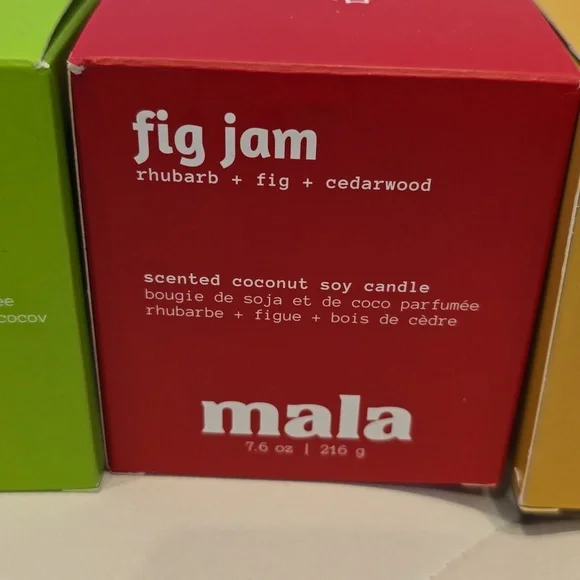 fig jam
rhubarb + fig + cedarwood
scented coconut soy candle
bougie de soja et de coco parfumée
rhubarbe + figue + bois de cèdre
mala
7.6 oz | 216 g